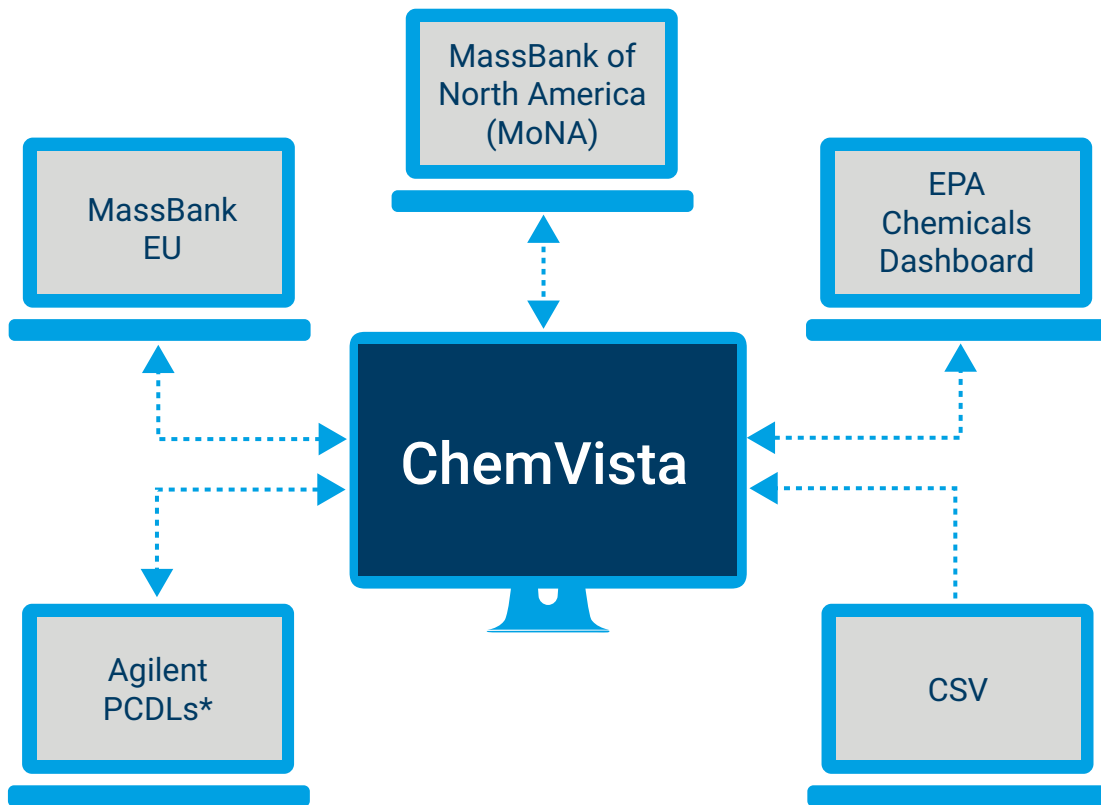 MassBank of
North America
(MoNA)
MassBank
EU
EPA
Chemicals
Dashboard
ChemVista
Agilent
PCDLs*
CSV